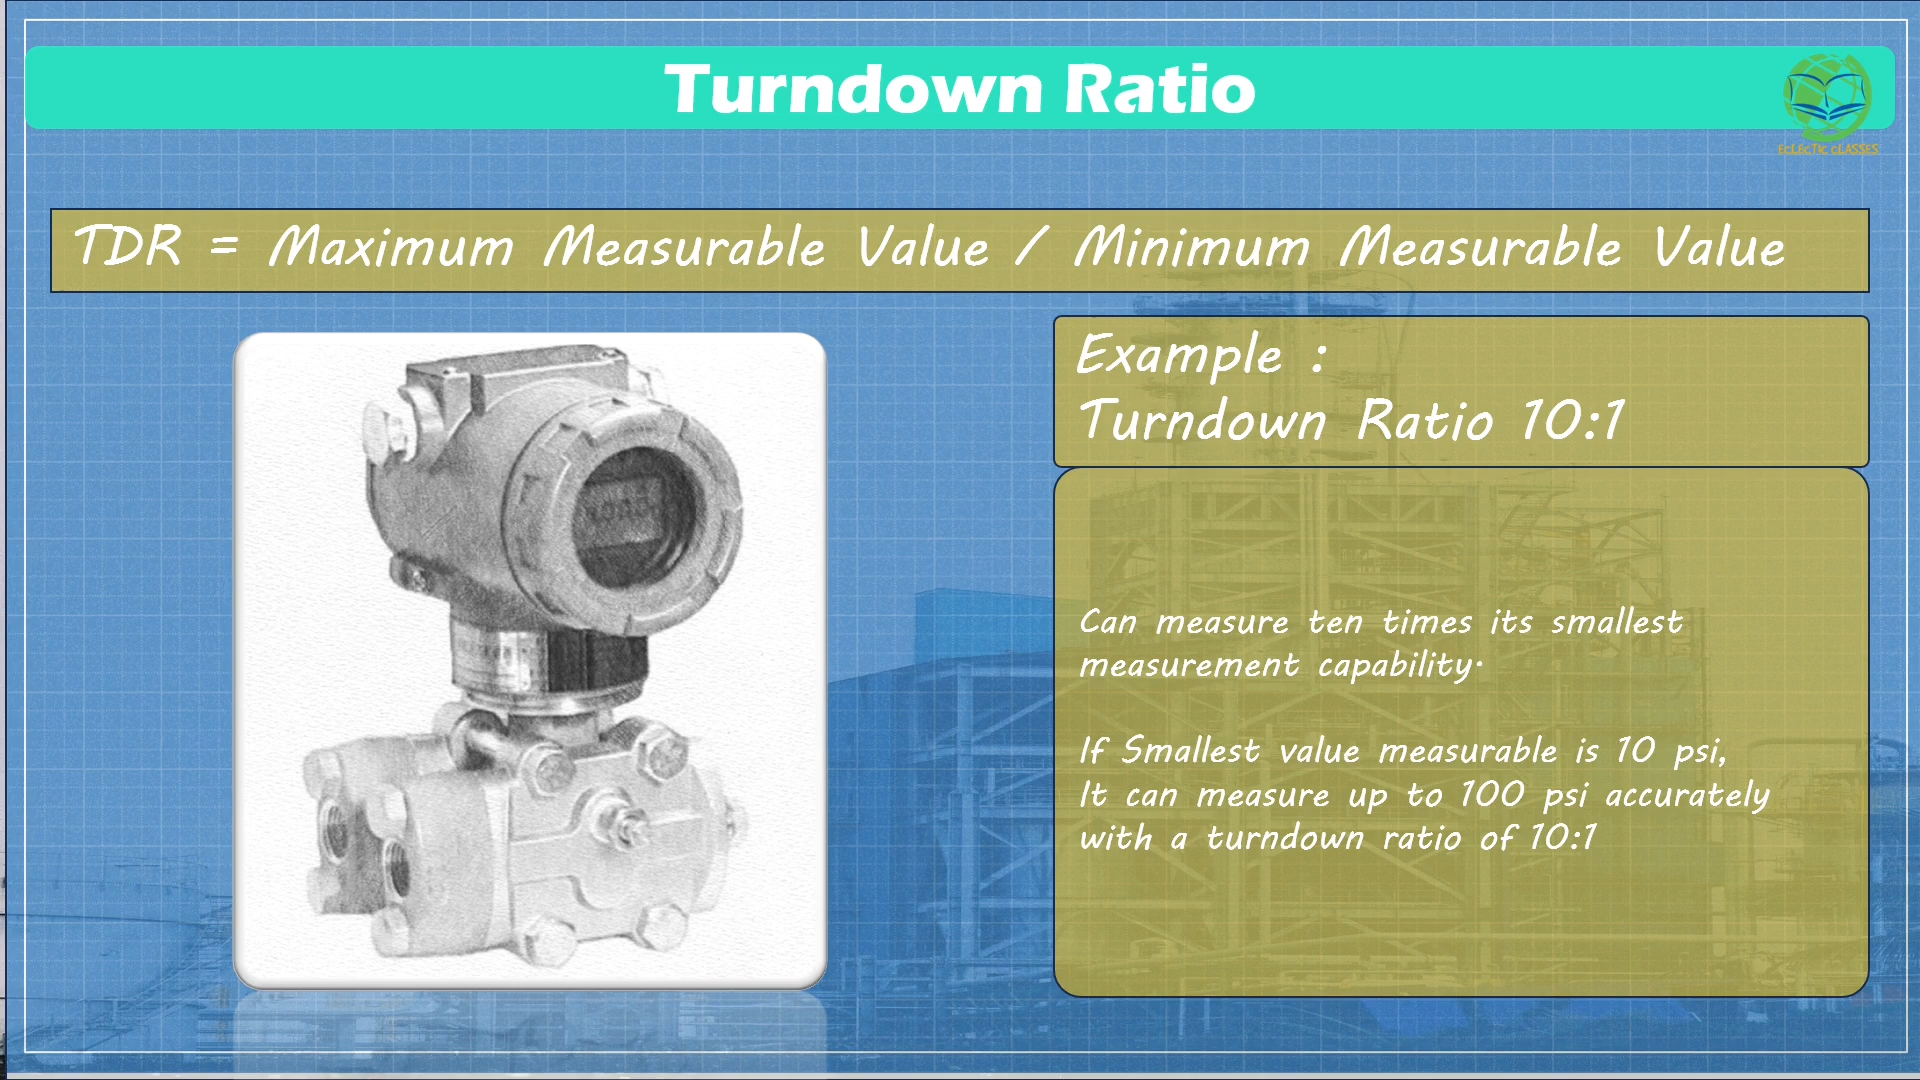 Turndown Ratio
ECLECTIC CLASSES
TDR = Maximum Measurable Value / Minimum Measurable Value
Example :
Turndown Ratio 10:1
Can measure ten times its smallest
measurement capability.
If Smallest value measurable is 10 psi,
It can measure up to 100 psi accurately
with a turndown ratio of 10:1